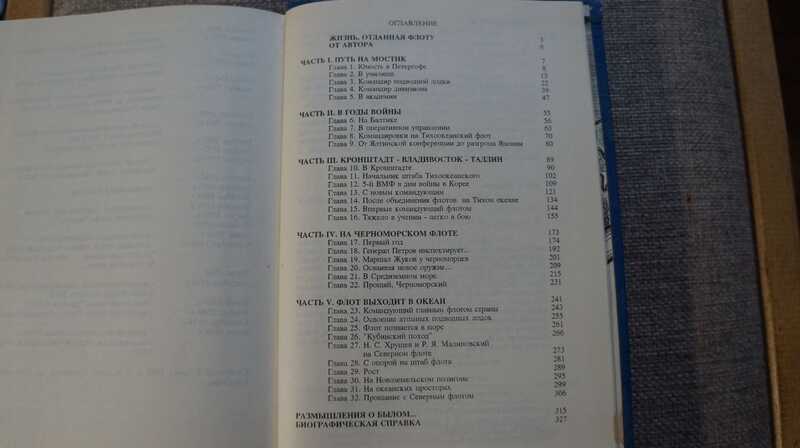 ОГЛАВЛЕНИЕ
ЖИЗНЬ, ОТДАННАЯ ФЛОТУ 3
ОТ АВТОРА 6
ЧАСТЬ I. ПУТЬ НА МОСТИК 7
Глава 1. Юность в Петергофе 8
Глава 2. В училище 13
Глава 3. Командир подводной лодки 22
Глава 4. Командир дивизиона 39
Глава 5. В академии 47
ЧАСТЬ II. В ГОДЫ ВОЙНЫ 55
Глава 6. На Балтике 56
Глава 7. В оперативном управлении 63
Глава 8. Командировки на Тихоокеанский флот 70
Глава 9. От Ялтинской конференции до разгрома Японии 80
ЧАСТЬ III. КРОНШТАДТ - ВЛАДИВОСТОК - ТАЛЛИН 89
Глава 10. В Кронштадте 90
Глава 11. Начальник штаба Тихоокеанского 102
Глава 12. 5-й ВМФ в дни войны в Корее 109
Глава 13. С новым командующим 121
Глава 14. После объединения флотов на Тихом океане 134
Глава 15. Впервые командующий флотом 144
Глава 16. Тяжело в учении - легко в бою 155
ЧАСТЬ IV. НА ЧЕРНОМОРСКОМ ФЛОТЕ 173
Глава 17. Первый год 174
Глава 18. Генерал Петров инспектирует... 192
Глава 19. Маршал Жуков у черноморцев 201
Глава 20. Осваивая новое оружие... 209
Глава 21. В Средиземном море 215
Глава 22. Прощай, Черноморский 231
ЧАСТЬ V. ФЛОТ ВЫХОДИТ В ОКЕАН 241
Глава 23. Командующий главным флотом страны 243
Глава 24. Освоение атомных подводных лодок 255
Глава 25. Флот познается в море 261
Глава 26. "Кубинский поход" 266
Глава 27. Н. С. Хрущев и Р. Я. Малиновский
на Северном флоте 273
Глава 28. С опорой на штаб флота 281
Глава 29. Рост 289
Глава 30. На Новоземельском полигоне 295
Глава 31. На океанских просторах 299
Глава 32. Прощание с Северным флотом 306
РАЗМЫШЛЕНИЯ О БЫЛОМ... 315
БИОГРАФИЧЕСКАЯ СПРАВКА 327